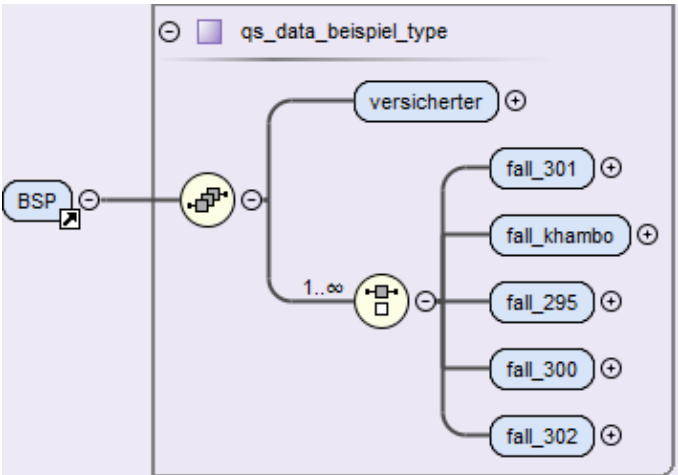 qs_data_beispiel_type
versicherter
BSP
fall_301
fall_khambo
1..∞
fall_295
fall_300
fall_302